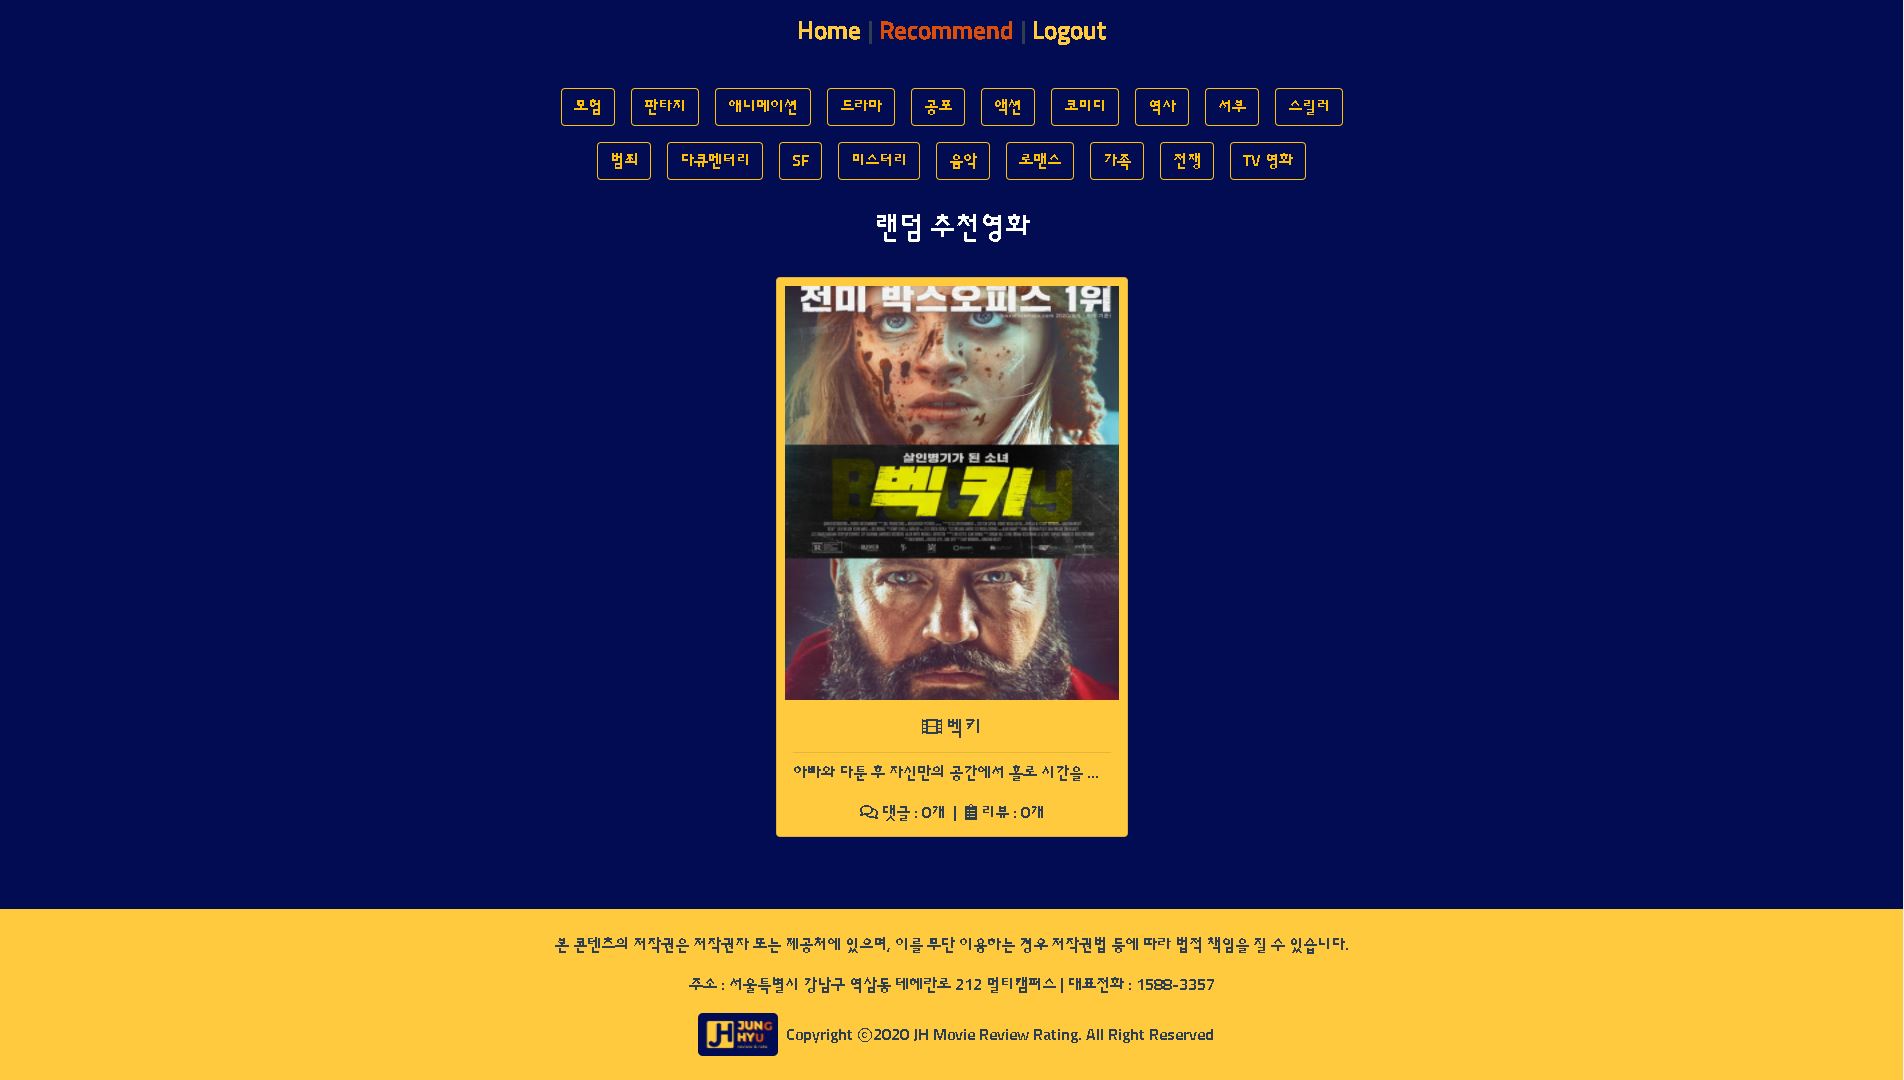 Home | Recommend | Logout
모험 판타지 애니메이션 드라마 공포 액션 코미디 역사 서부 스릴러
범죄 다큐멘터리 SF 미스터리 음악 로맨스 가족 전쟁 TV 영화
랜덤 추천영화
전미 박스오피스 1위
살인병기가 된 소녀
벡키
벡키
아빠와 다툰 후 자신만의 공간에서 홀로 시간을 ...
댓글 : 0개 | 리뷰 : 0개
본 콘텐츠의 저작권은 저작권자 또는 제공처에 있으며, 이를 무단 이용하는 경우 저작권법 등에 따라 법적 책임을 질 수 있습니다.
주소 : 서울특별시 강남구 역삼동 테헤란로 212 멀티캠퍼스 | 대표전화 : 1588-3357
JH JUNG HYU
Copyright ⓒ2020 JH Movie Review Rating. All Right Reserved